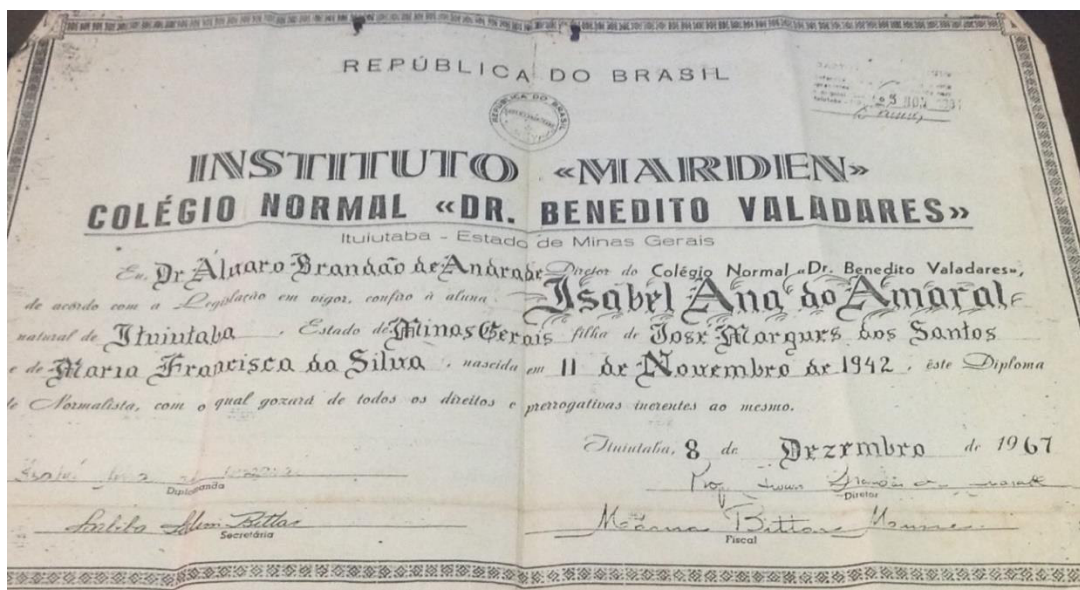 REPÚBLICA DO BRASIL
REPÚBLICA DO BRASIL
INSTITUTO «MARDEN»
COLÉGIO NORMAL «DR. BENEDITO VALADARES»
Ituiutaba - Estado de Minas Gerais
Eu, Dr Álvaro Brandão de Andrade Diretor do Colégio Normal «Dr. Benedito Valadares»,
de acôrdo com a Legislação em vigor, confiro à aluna Isabel Ana do Amaral
natural de Ituiutaba , Estado de Minas Gerais filha de José Marques dos Santos
e de Maria Francisca da Silva , nascida em 11 de Novembro de 1942 , êste Diploma
de Normalista, com o qual gozará de todos os direitos e prerrogativas inerentes ao mesmo.
Ituiutaba, 8 de Dezembro de 1967
Diplomanda
Diretor
Secretária
Fiscal